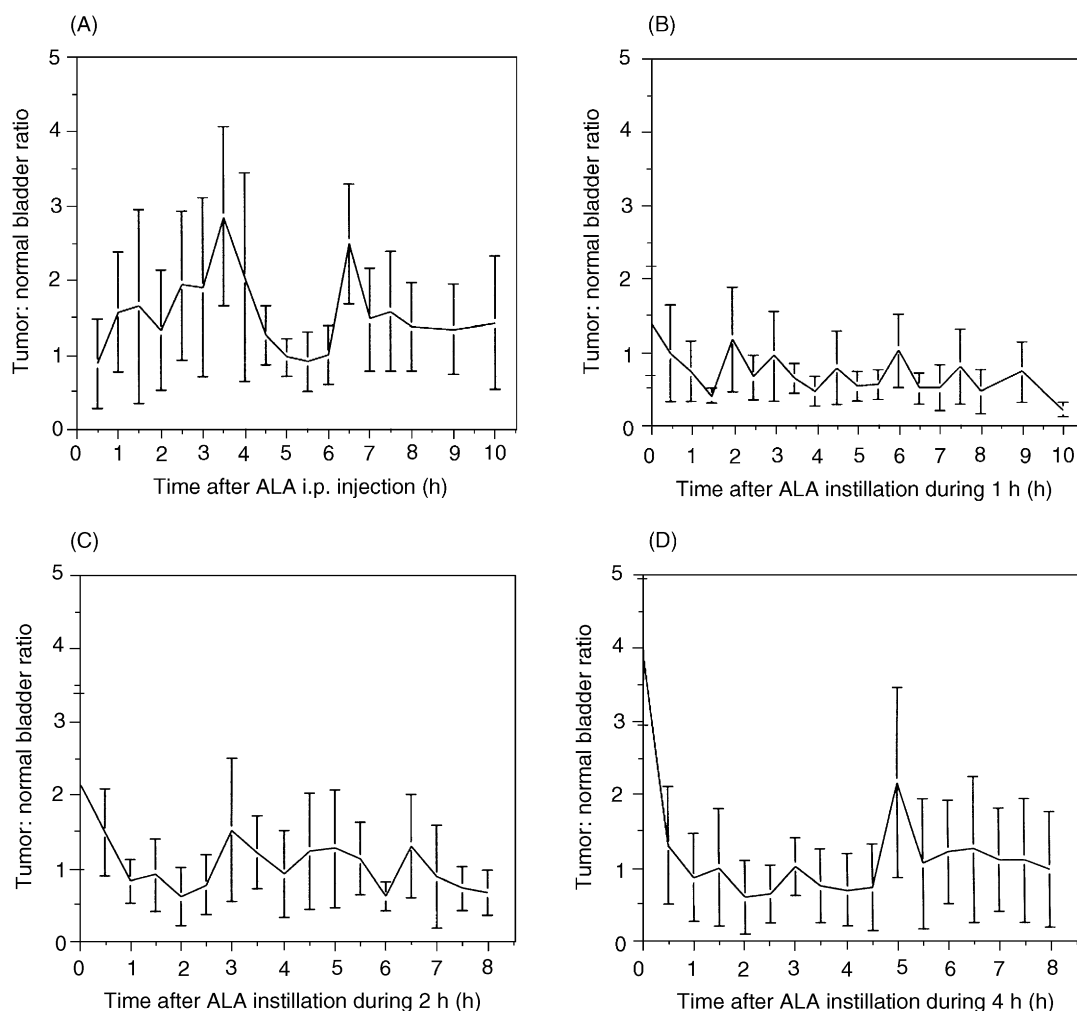 (A)
5
4
3
2
1
0
Tumor: normal bladder ratio
0 1 2 3 4 5 6 7 8 9 10
Time after ALA i.p. injection (h)
(B)
5
4
3
2
1
0
Tumor: normal bladder ratio
0 1 2 3 4 5 6 7 8 9 10
Time after ALA instillation during 1 h (h)
(C)
5
4
3
2
1
0
Tumor: normal bladder ratio
0 1 2 3 4 5 6 7 8
Time after ALA instillation during 2 h (h)
(D)
5
4
3
2
1
0
Tumor: normal bladder ratio
0 1 2 3 4 5 6 7 8
Time after ALA instillation during 4 h (h)